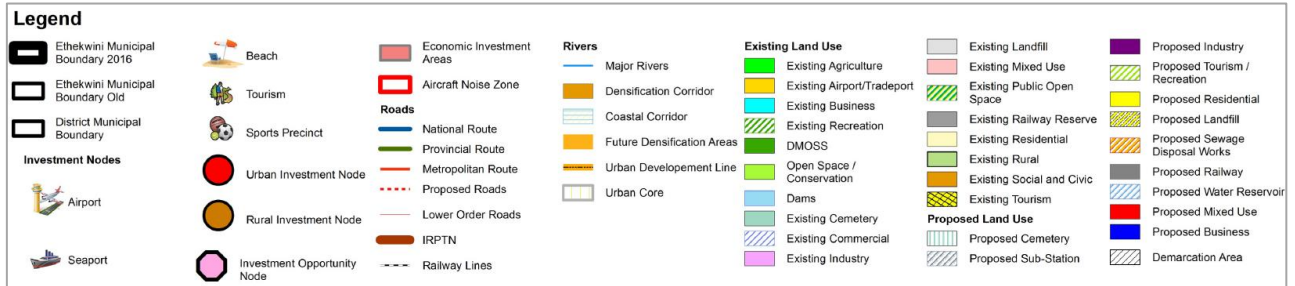 Legend
Ethekwini Municipal
Boundary 2016
Ethekwini Municipal
Boundary Old
District Municipal
Boundary
Investment Nodes
Airport
Seaport
Beach
Tourism
Sports Precinct
Urban Investment Node
Rural Investment Node
Investment Opportunity
Node
Economic Investment
Areas
Aircraft Noise Zone
Roads
National Route
Provincial Route
Metropolitan Route
Proposed Roads
Lower Order Roads
IRPTN
Railway Lines
Rivers
Major Rivers
Densification Corridor
Coastal Corridor
Future Densification Areas
Urban Developement Line
Urban Core
Existing Land Use
Existing Agriculture
Existing Airport/Tradeport
Existing Business
Existing Recreation
DMOSS
Open Space /
Conservation
Dams
Existing Cemetery
Existing Commercial
Existing Industry
Existing Landfill
Existing Mixed Use
Existing Public Open
Space
Existing Railway Reserve
Existing Residential
Existing Rural
Existing Social and Civic
Existing Tourism
Proposed Land Use
Proposed Cemetery
Proposed Sub-Station
Proposed Industry
Proposed Tourism /
Recreation
Proposed Residential
Proposed Landfill
Proposed Sewage
Disposal Works
Proposed Railway
Proposed Water Reservoir
Proposed Mixed Use
Proposed Business
Demarcation Area